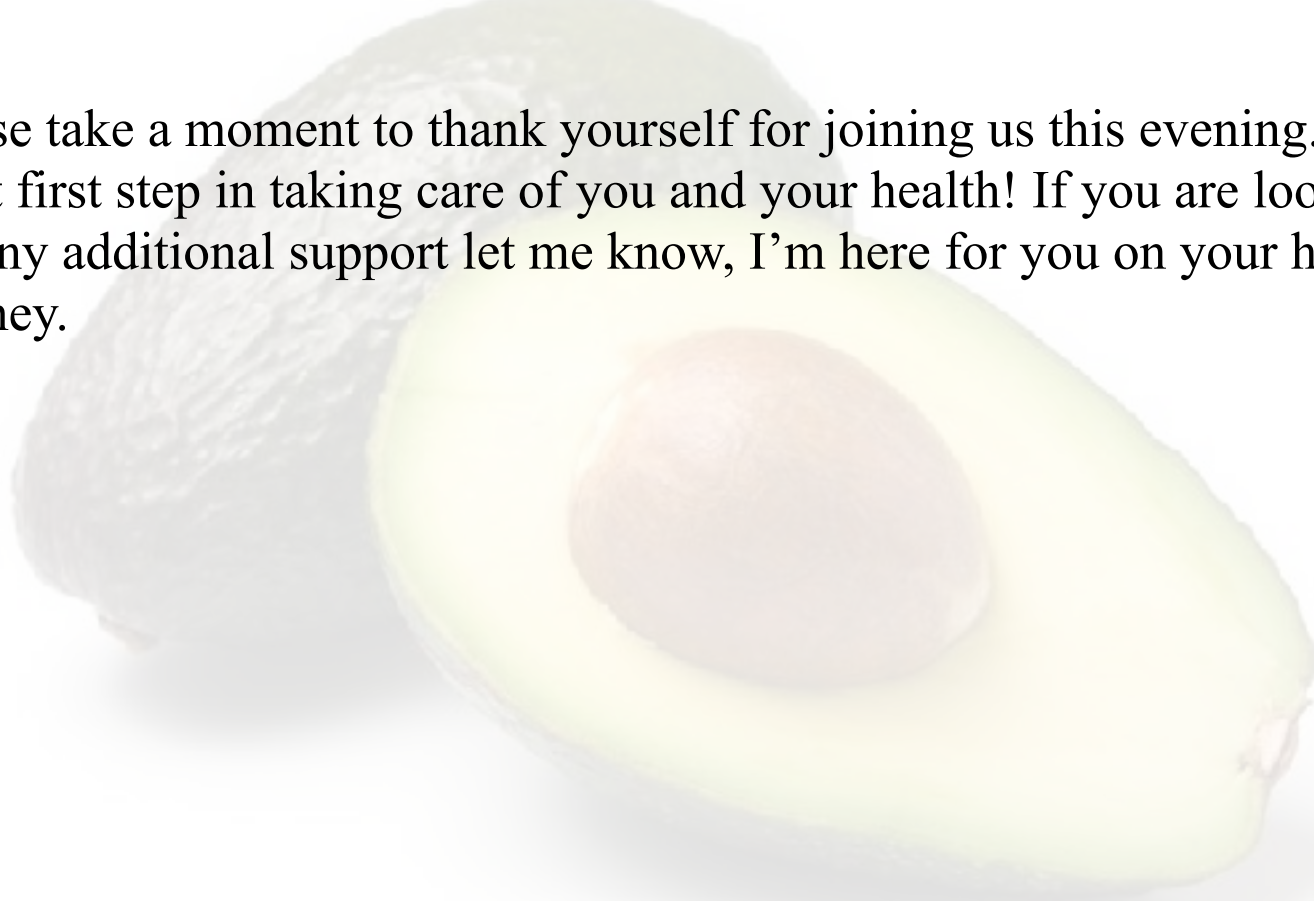 se take a moment to thank yourself for joining us this evening.
t first step in taking care of you and your health! If you are loo
ny additional support let me know, I’m here for you on your h
ney.